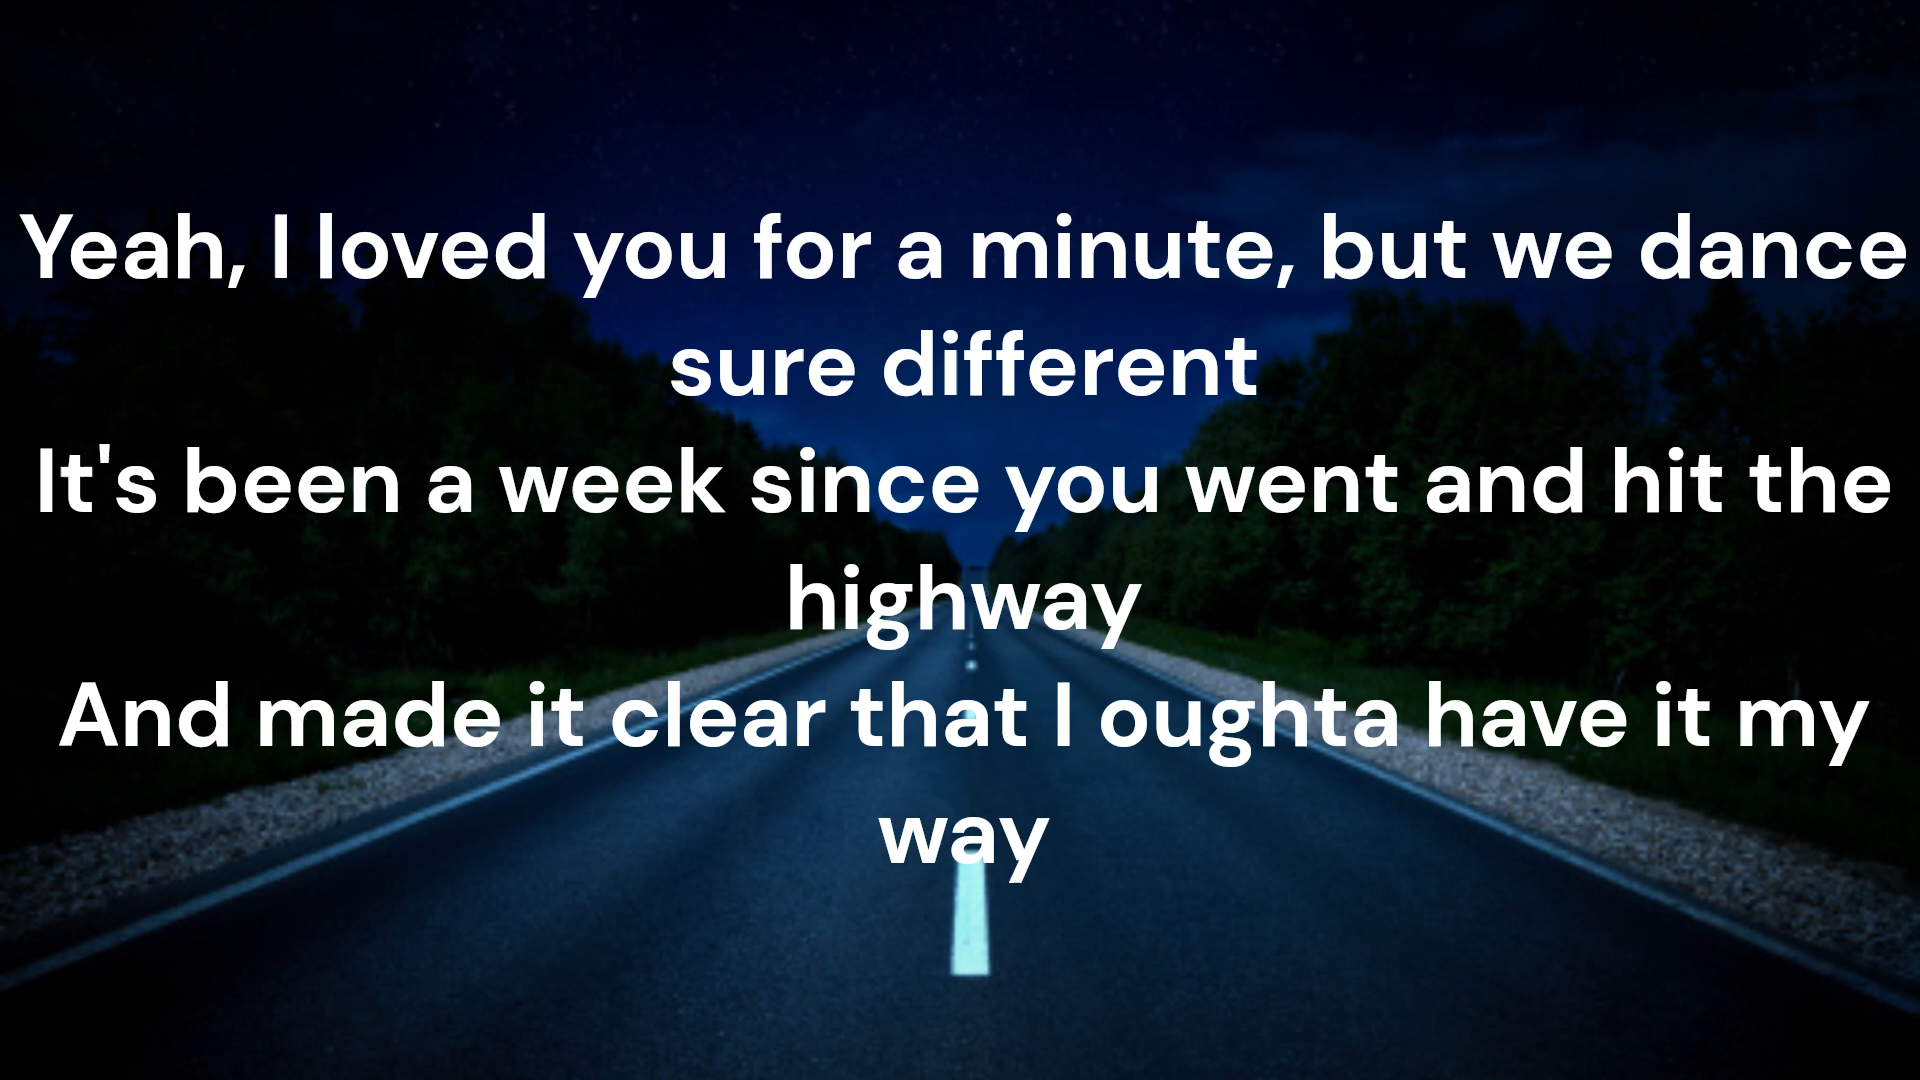 Yeah, I loved you for a minute, but we dance
sure different
It's been a week since you went and hit the
highway
And made it clear that I oughta have it my
way